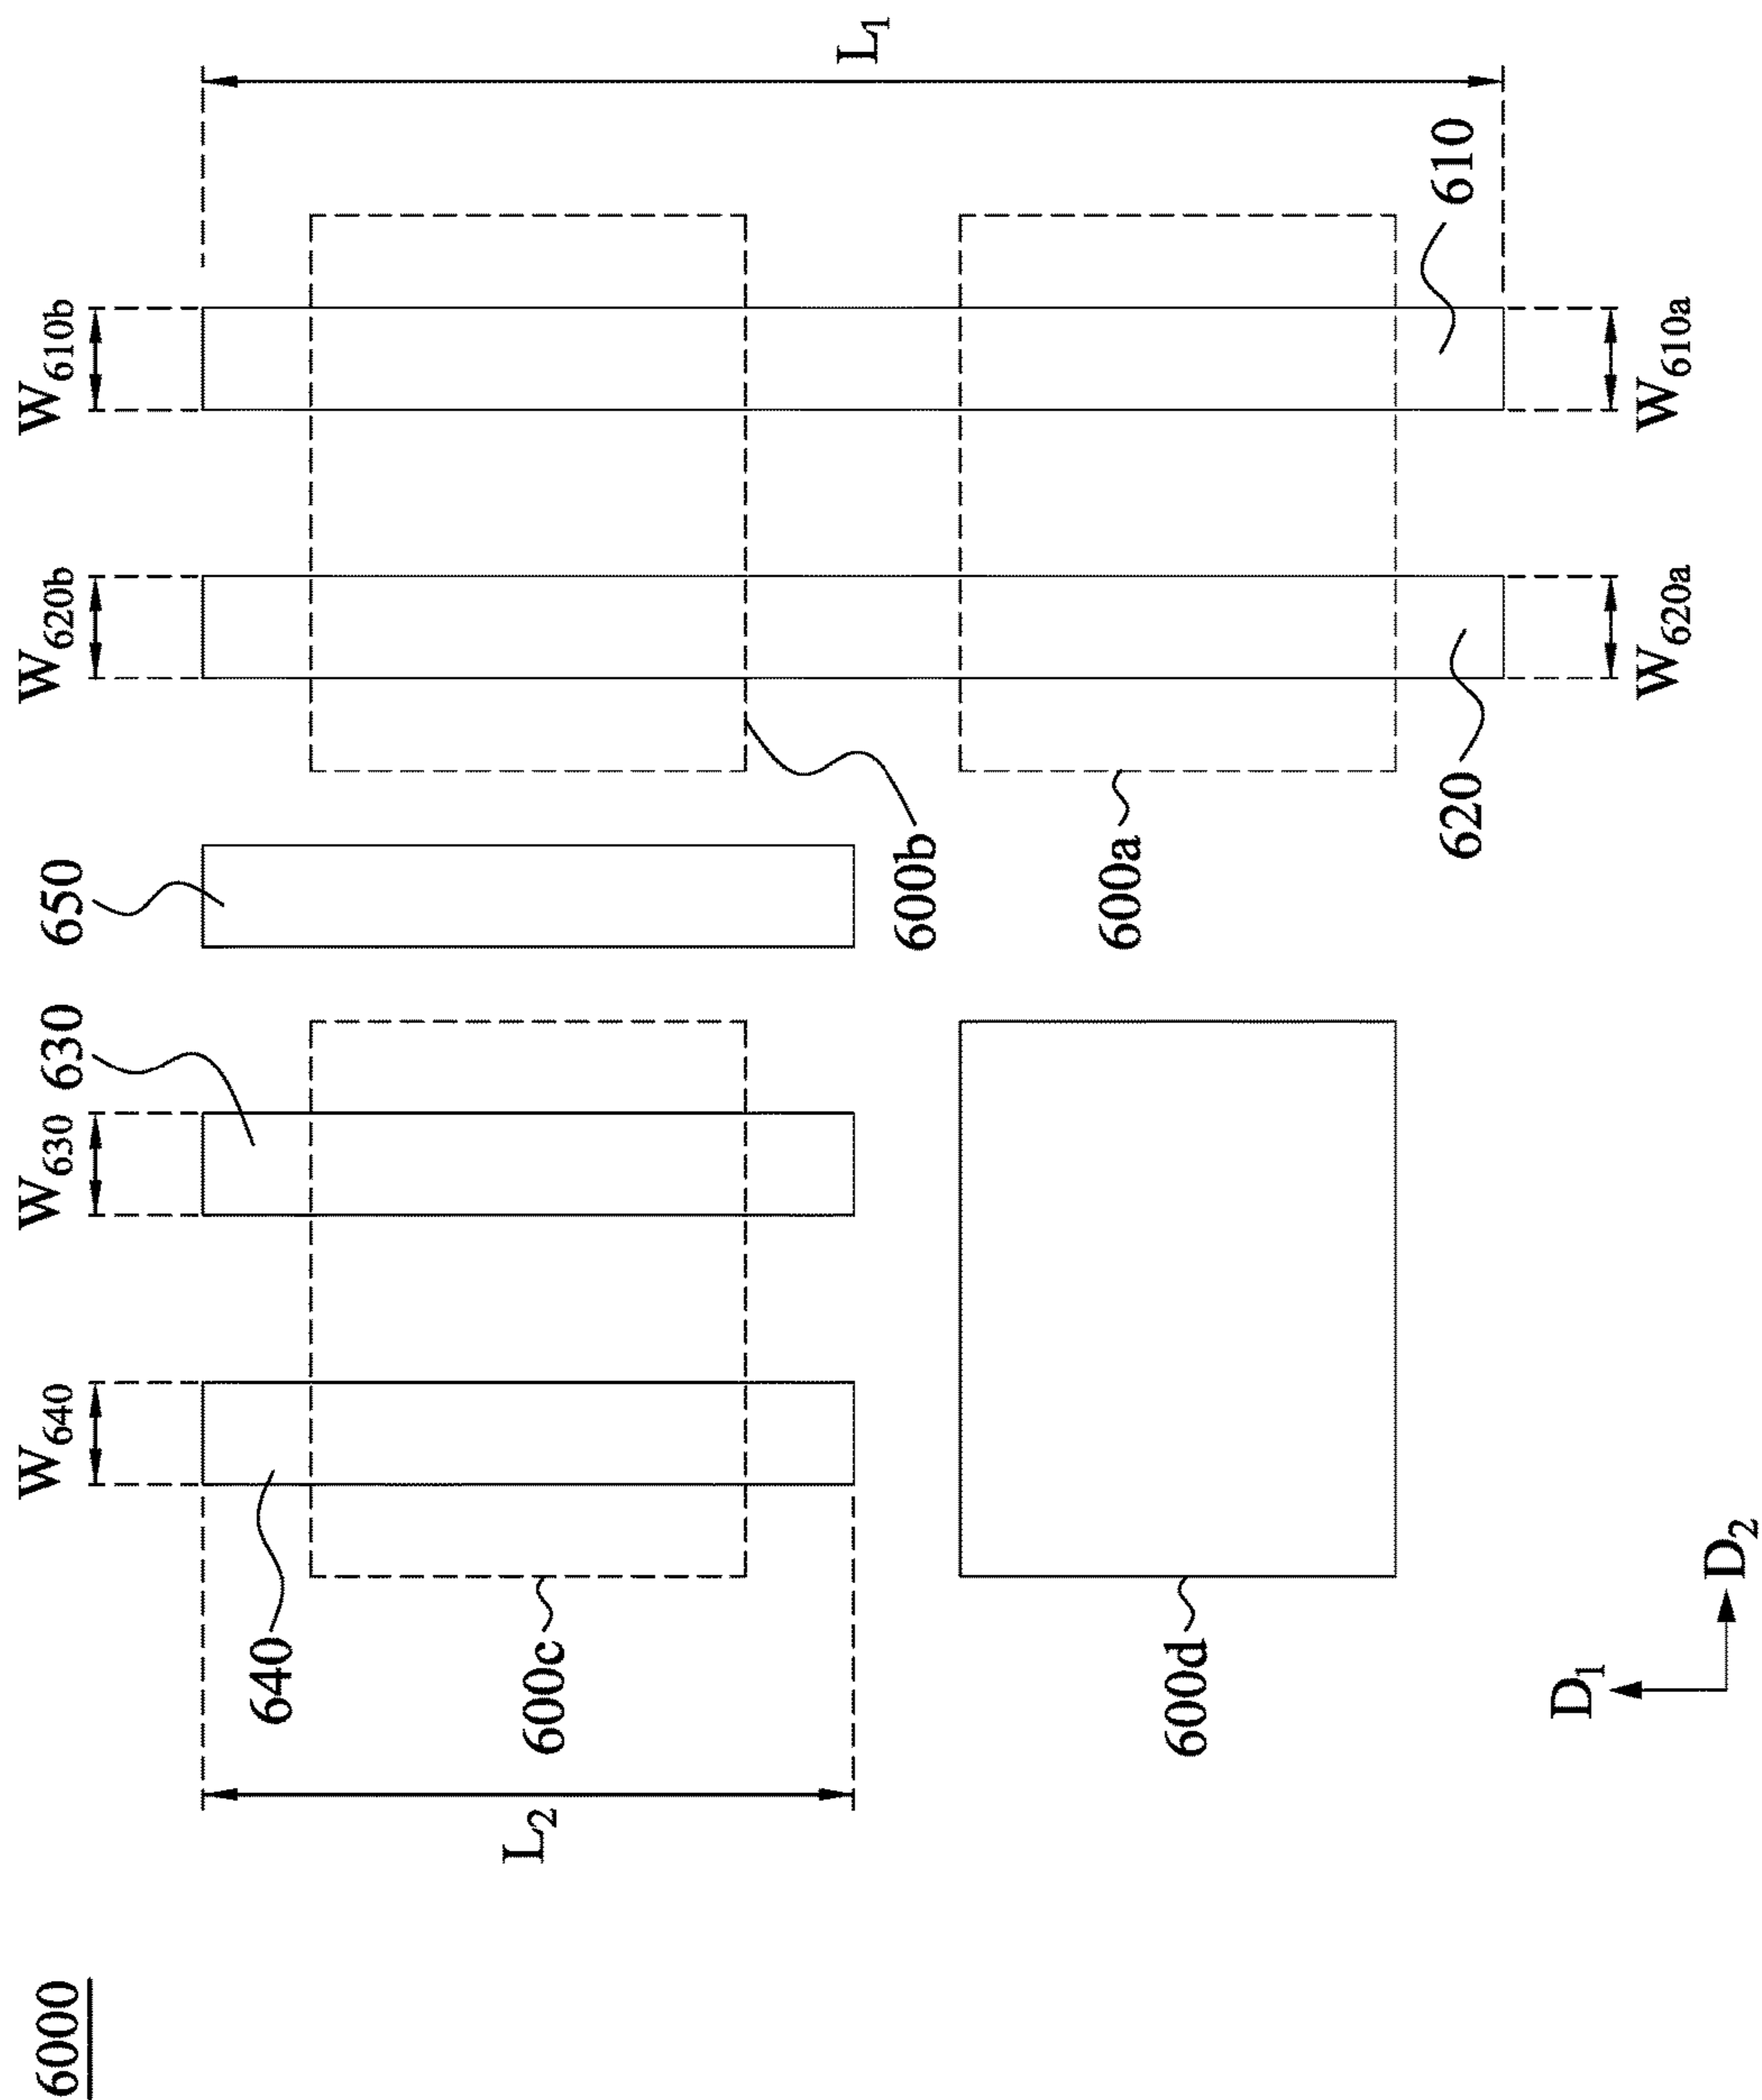 6000
W₆₄₀
W₆₃₀
630
650
W₆₂₀b
W₆₁₀b
L₁
640
L₂
600c
600b
600a
600d
620
610
W₆₂₀a
W₆₁₀a
D₁
D₂